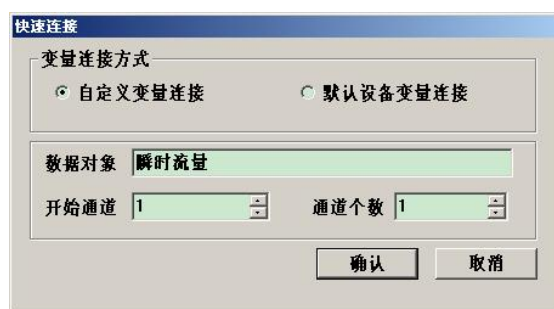 快速连接
变量连接方式
自定义变量连接 默认设备变量连接
数据对象 瞬时流量
开始通道 1 通道个数 1
确认 取消